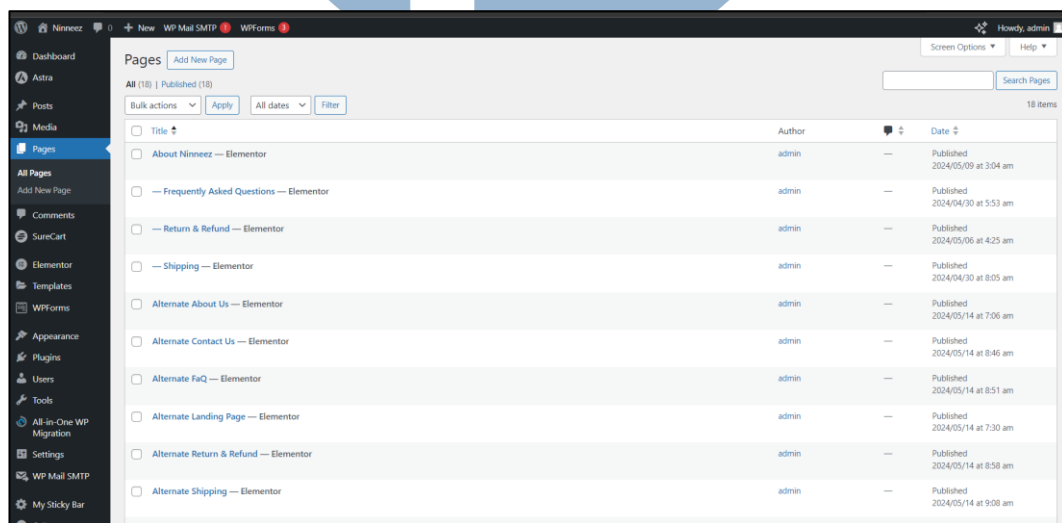 Ninneez 0 + New WP Mail SMTP 1 WPForms 3 Howdy, admin
Screen Options ▼ Help ▼
Dashboard
Astra
Posts
Media
Pages
All Pages
Add New Page
Comments
SureCart
Elementor
Templates
WPForms
Appearance
Plugins
Users
Tools
All-in-One WP
Migration
Settings
WP Mail SMTP
My Sticky Bar
Pages Add New Page
All (18) | Published (18)
Search Pages
Bulk actions Apply All dates Filter 18 items
Title Author Date
About Ninneez — Elementor admin — Published
2024/05/09 at 3:04 am
— Frequently Asked Questions — Elementor admin — Published
2024/04/30 at 5:53 am
— Return & Refund — Elementor admin — Published
2024/05/06 at 4:25 am
— Shipping — Elementor admin — Published
2024/04/30 at 8:05 am
Alternate About Us — Elementor admin — Published
2024/05/14 at 7:06 am
Alternate Contact Us — Elementor admin — Published
2024/05/14 at 8:46 am
Alternate FaQ — Elementor admin — Published
2024/05/14 at 8:51 am
Alternate Landing Page — Elementor admin — Published
2024/05/14 at 7:30 am
Alternate Return & Refund — Elementor admin — Published
2024/05/14 at 8:58 am
Alternate Shipping — Elementor admin — Published
2024/05/14 at 9:08 am